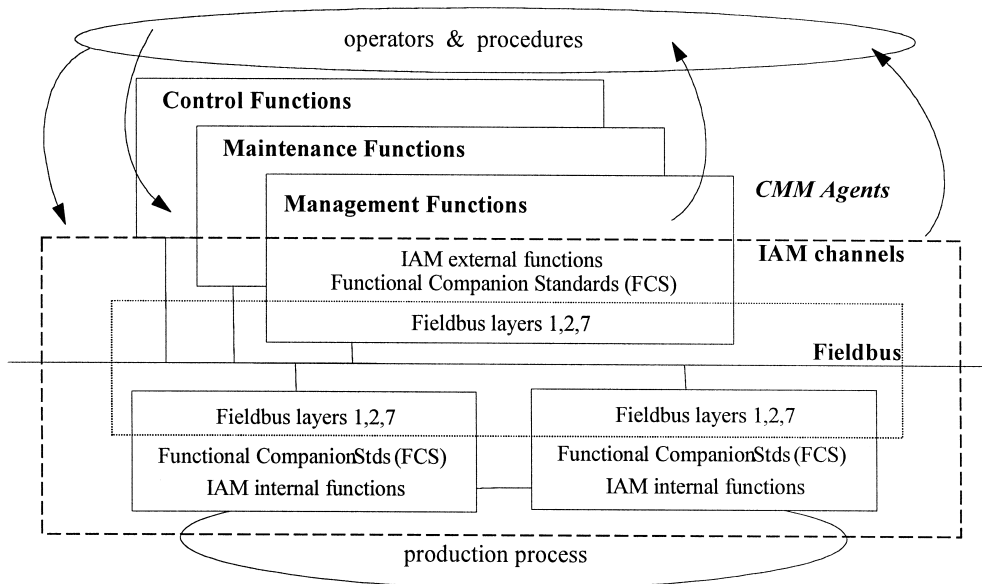 operators & procedures
Control Functions
Maintenance Functions
Management Functions
CMM Agents
IAM channels
IAM external functions
Functional Companion Standards (FCS)
Fieldbus layers 1,2,7
Fieldbus
Fieldbus layers 1,2,7
Functional CompanionStds (FCS)
IAM internal functions
Fieldbus layers 1,2,7
Functional CompanionStds (FCS)
IAM internal functions
production process